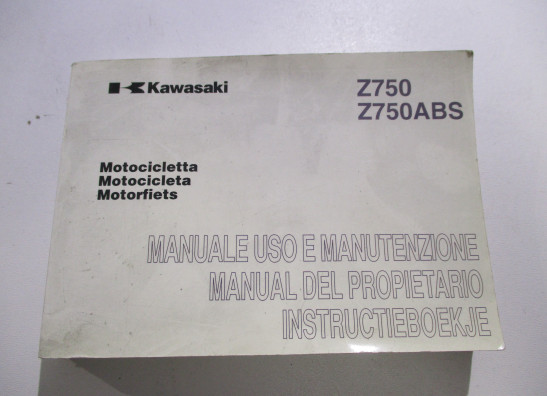 Kawasaki
Z750
Z750ABS
Motocicletta
Motocicleta
Motorfiets
MANUALE USO E MANUTENZIONE
MANUAL DEL PROPIETARIO
INSTRUCTIEBOEKJE